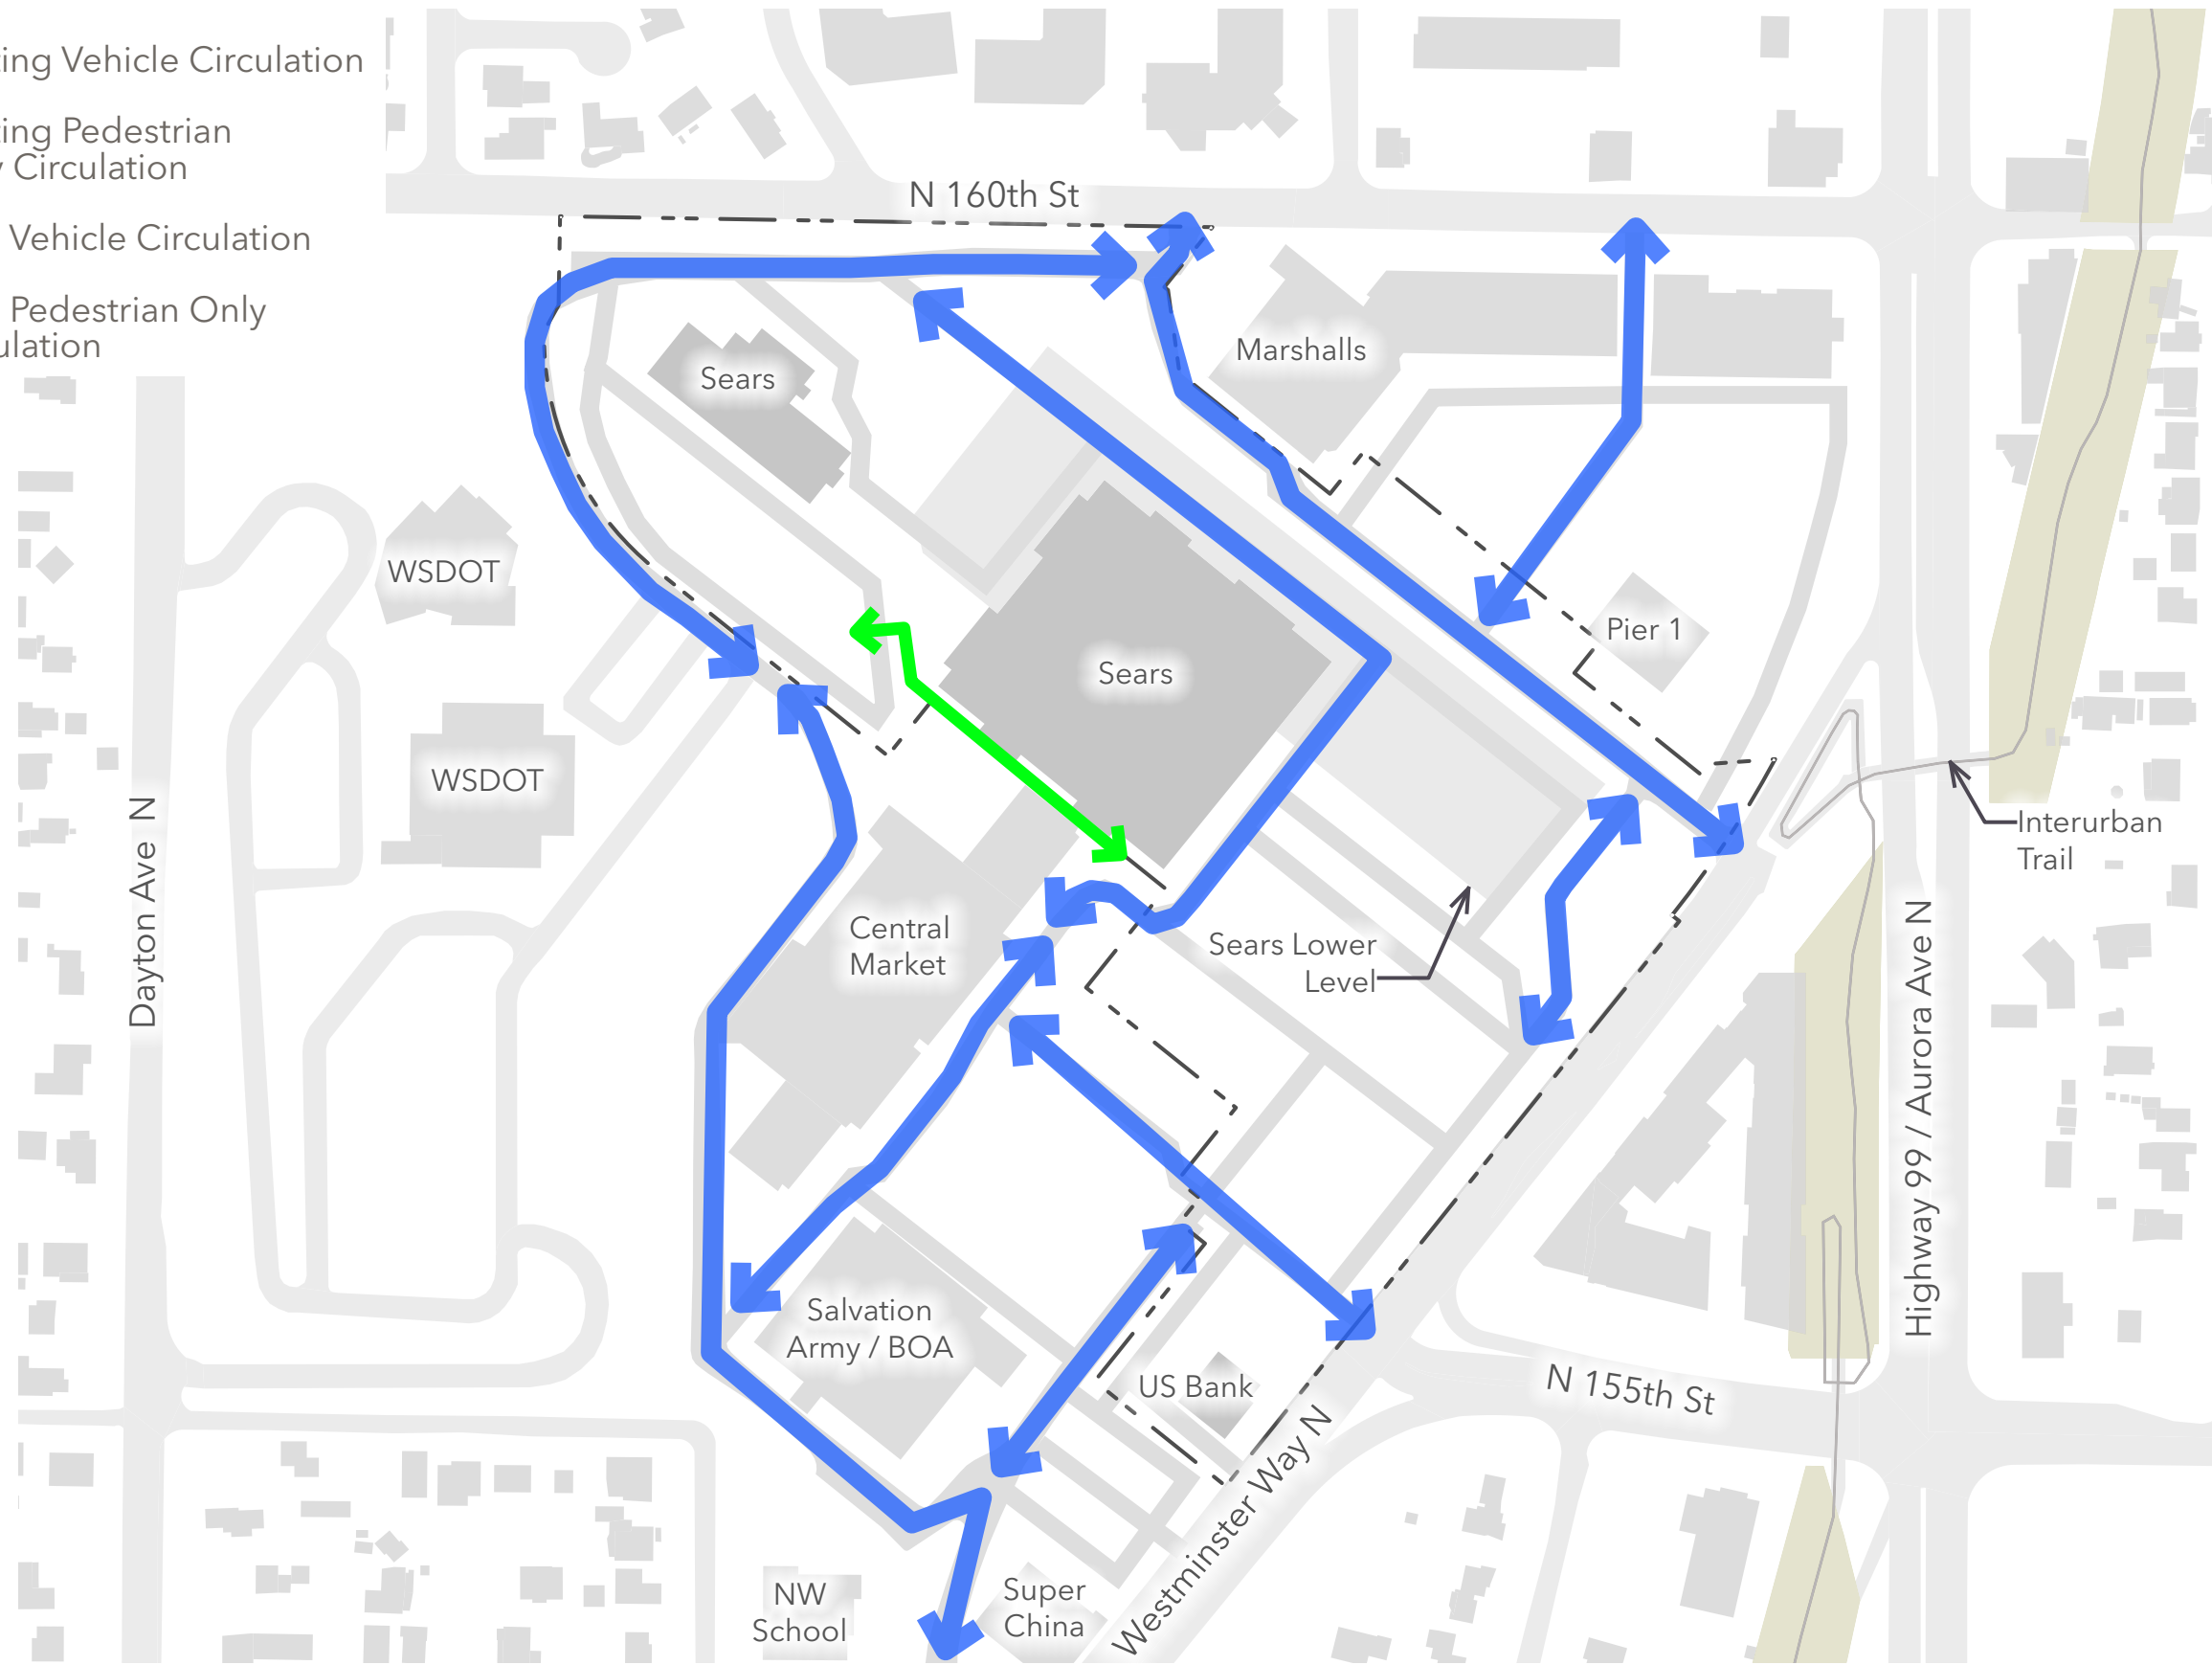 ting Vehicle Circulation
ting Pedestrian
y Circulation
Vehicle Circulation
Pedestrian Only
ulation
N 160th St
Marshalls
Sears
WSDOT
Pier 1
Sears
WSDOT
Interurban
Trail
Dayton Ave N
Central
Market
Sears Lower
Level
Highway 99 / Aurora Ave N
Salvation
Army / BOA
US Bank
N 155th St
Westminster Way N
NW
School
Super
China